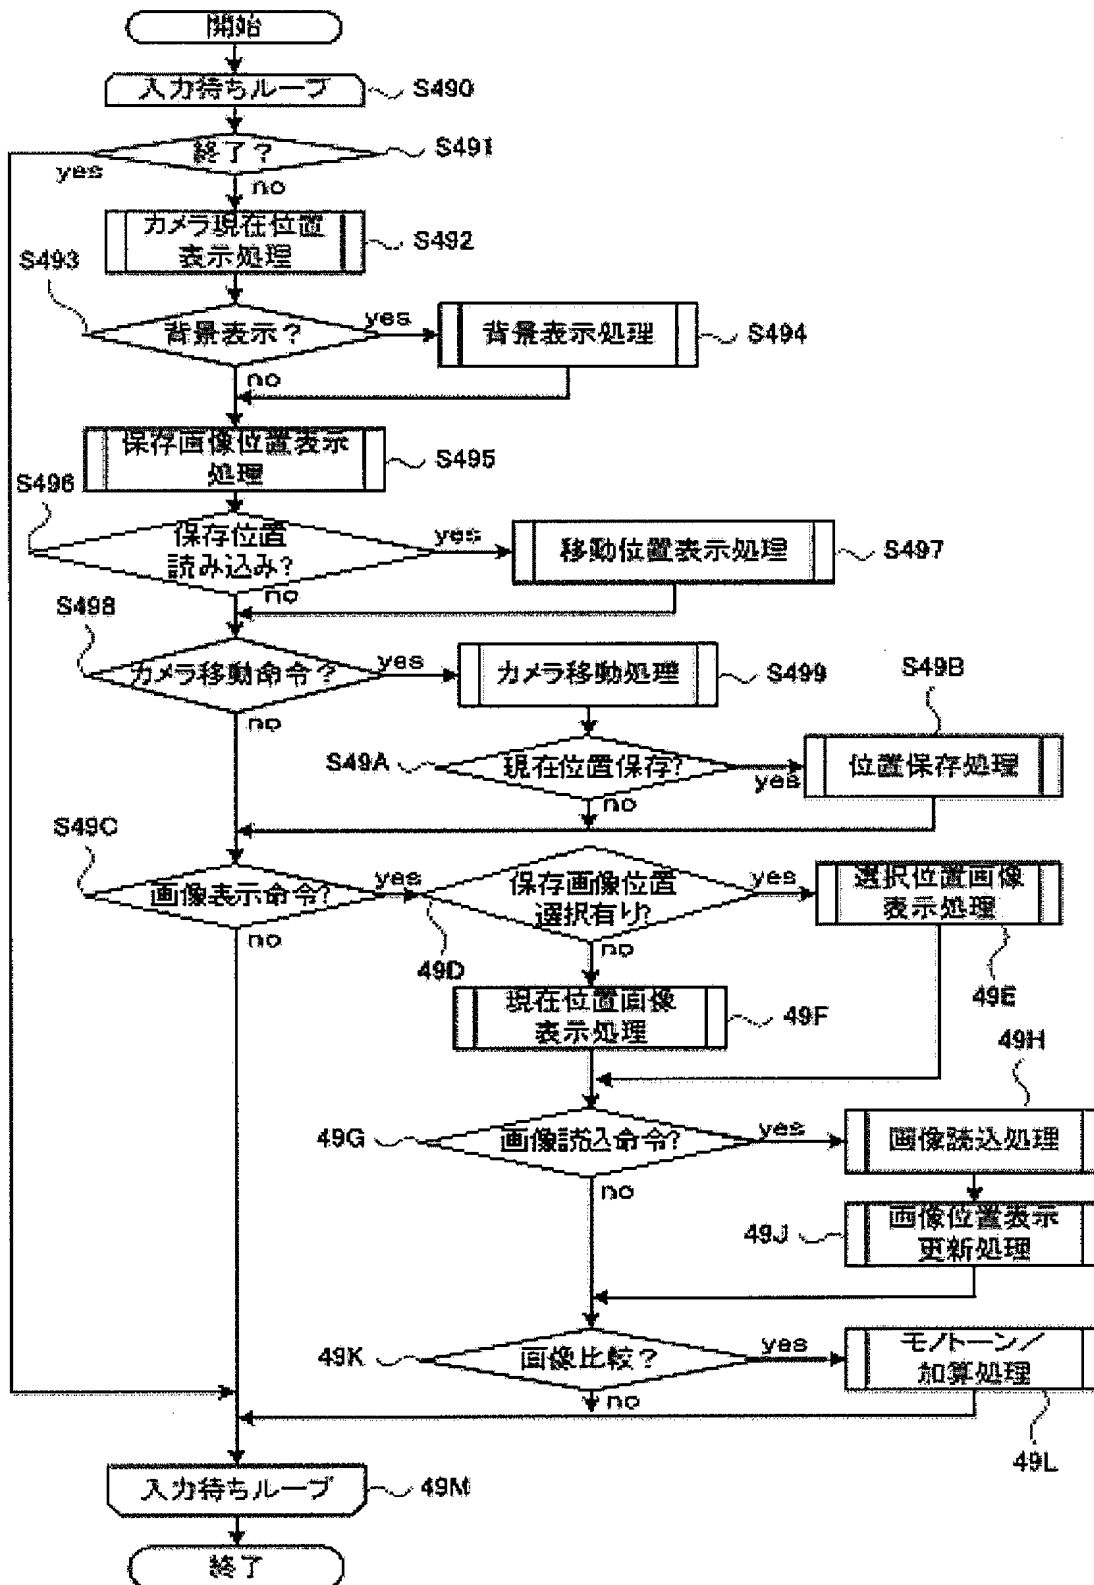 開始
入力待ちループ
S490
終了?
S491
yes
no
カメラ現在位置
表示処理
S492
S493
背景表示?
yes
背景表示処理
S494
no
保存画像位置表示
処理
S495
S496
保存位置
読み込み?
yes
移動位置表示処理
S497
no
S498
カメラ移動命令?
yes
カメラ移動処理
S499
no
S49A
現在位置保存?
yes
S49B
位置保存処理
no
S49C
画像表示命令?
yes
保存画像位置
選択有り?
yes
選択位置画像
表示処理
no
49D
no
49E
現在位置画像
表示処理
49F
49G
画像読込命令?
yes
49H
画像読込処理
no
49J
画像位置表示
更新処理
49K
画像比較?
yes
モノトーン/
加算処理
no
49L
入力待ちループ
49M
終了